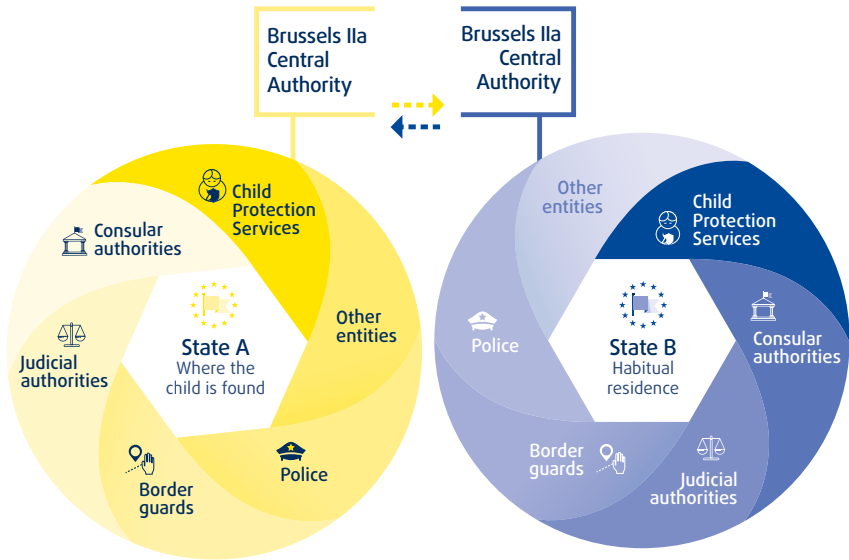 Brussels IIa
Central
Authority
Brussels IIa
Central
Authority
Child
Protection
Services
Consular
authorities
Other
entities
Judicial
authorities
State A
Where the
child is found
Police
Border
guards
Other
entities
Child
Protection
Services
Police
Consular
authorities
State B
Habitual
residence
Border
guards
Judicial
authorities